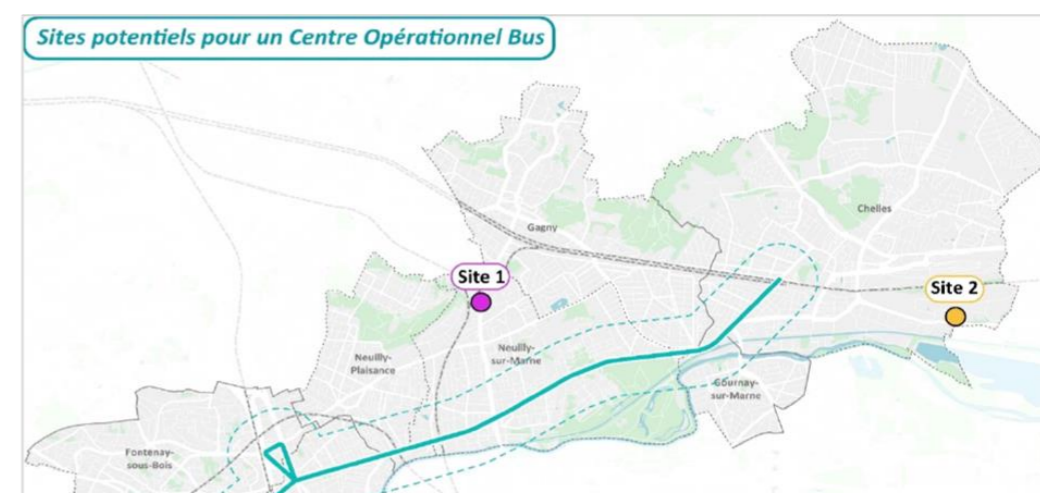 Sites potentiels pour un Centre Opérationnel Bus
Chelles
Gagny
Site 1
Site 2
Neuilly-
sur-Marne
Neuilly-
Plaisance
Gournay-
sur-Marne
Fontenay-
sous-Bois